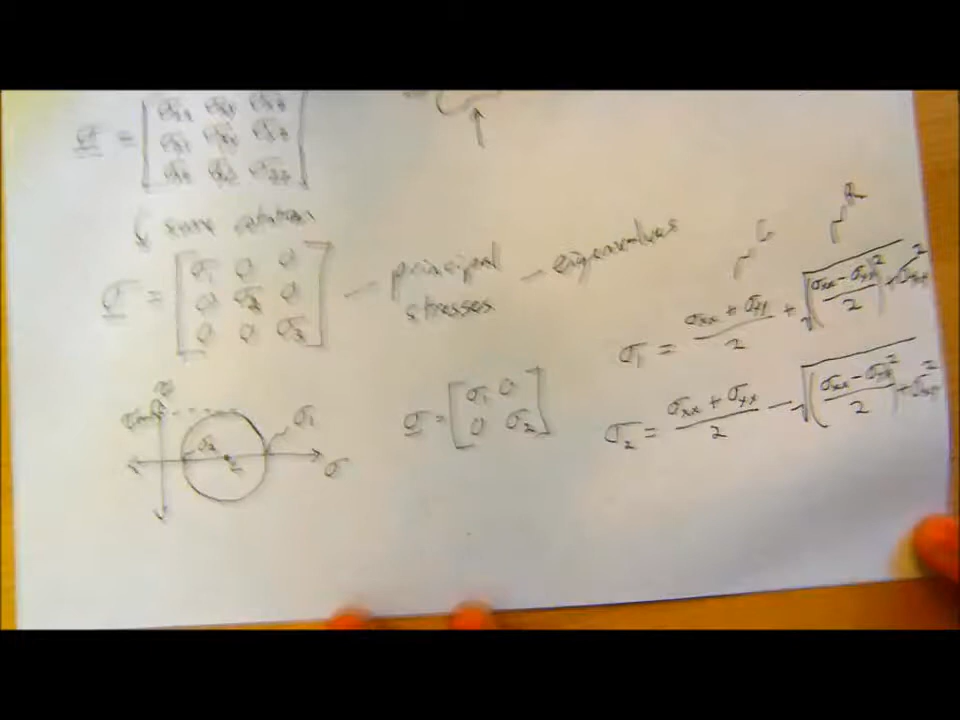 σ = [σxx σxy σxz
σyx σyy σyz
σzx σzy σzz]
↓ some rotation
σ = [σ1 0 0
0 σ2 0
0 0 σ3] — principal stresses — eigenvalues
C R
σ1 = (σxx + σyy)/2 + √((σxx − σyy)/2)² + σxy²
σ2 = (σxx + σyy)/2 − √((σxx − σyy)/2)² + σxy²
σ = [σ1 0
0 σ2]
σ1
σ2
σ